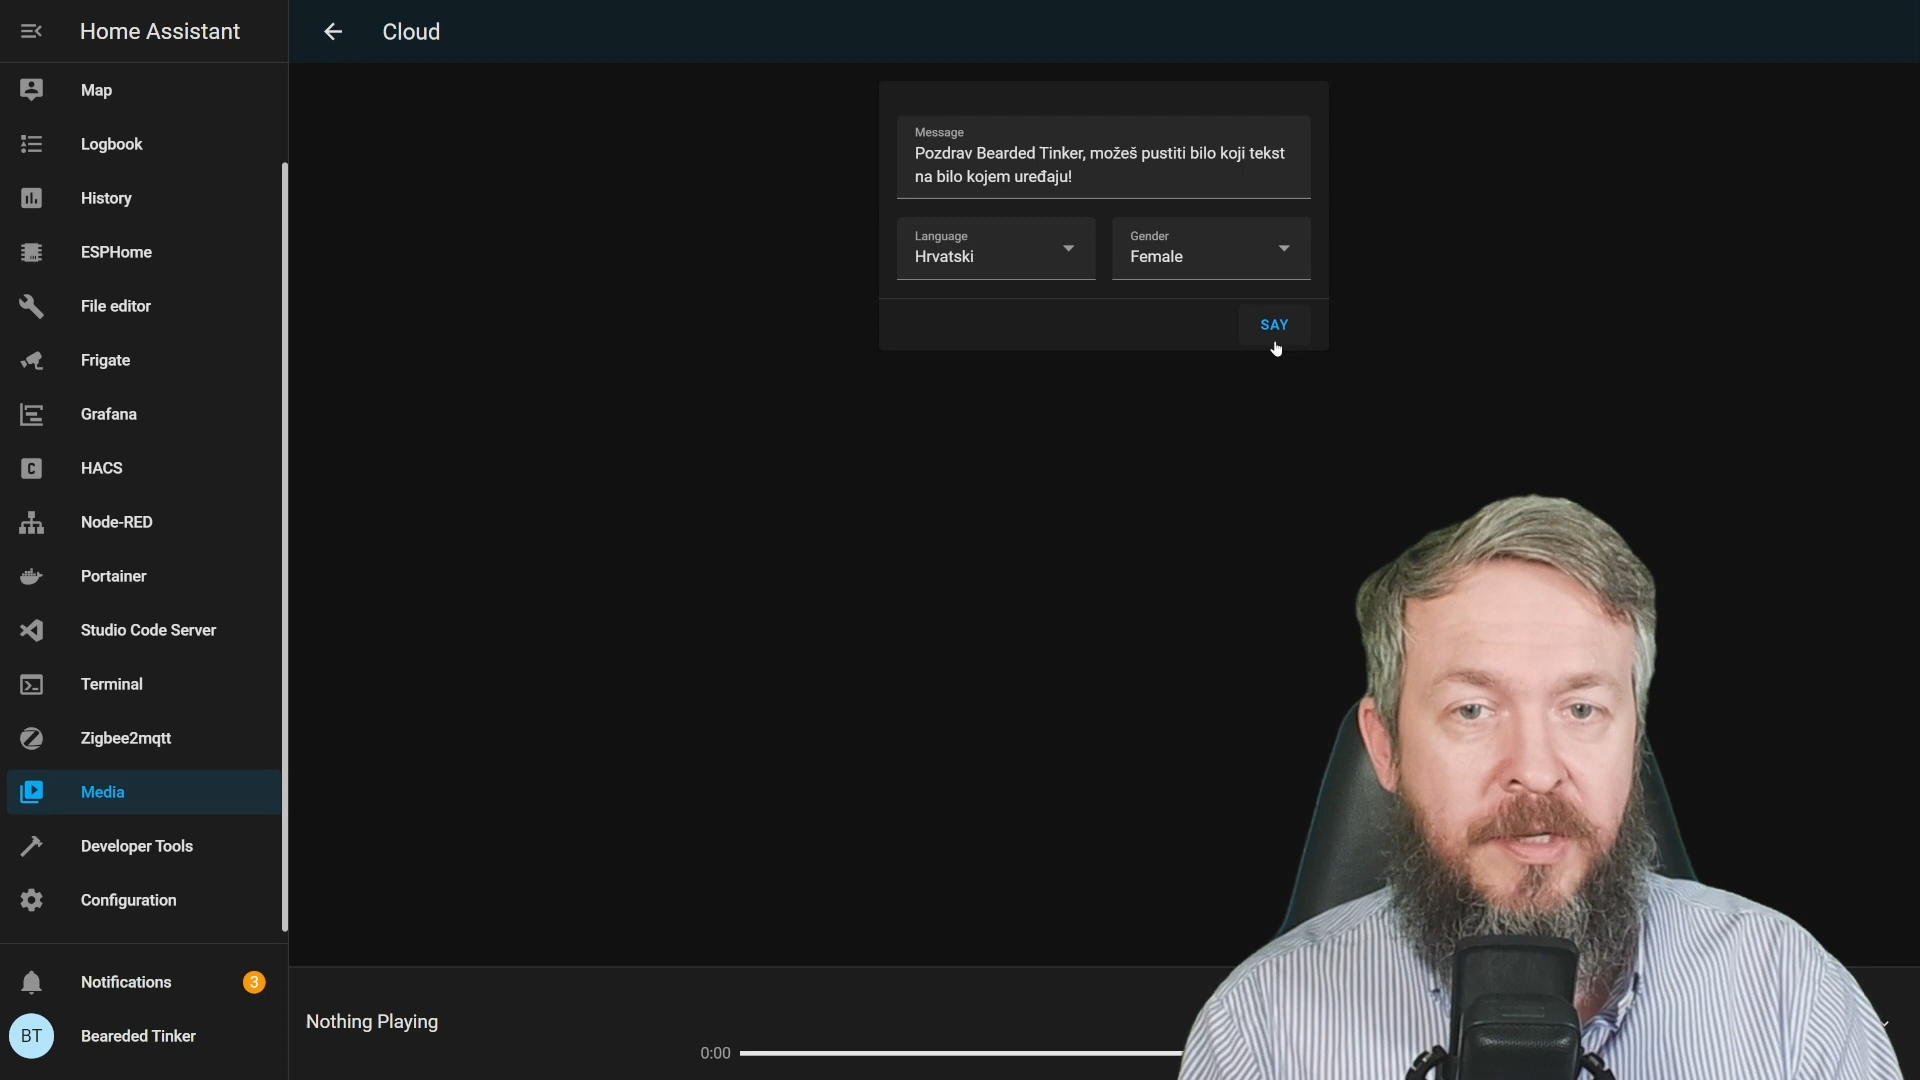 Home Assistant
Cloud
Map
Logbook
History
ESPHome
File editor
Frigate
Grafana
C
HACS
Node-RED
Portainer
Studio Code Server
Terminal
Zigbee2mqtt
Media
Developer Tools
Configuration
Notifications
3
BT
Beareded Tinker
Message
Pozdrav Bearded Tinker, možeš pustiti bilo koji tekst
na bilo kojem uređaju!
Language
Hrvatski
Gender
Female
SAY
Nothing Playing
0:00